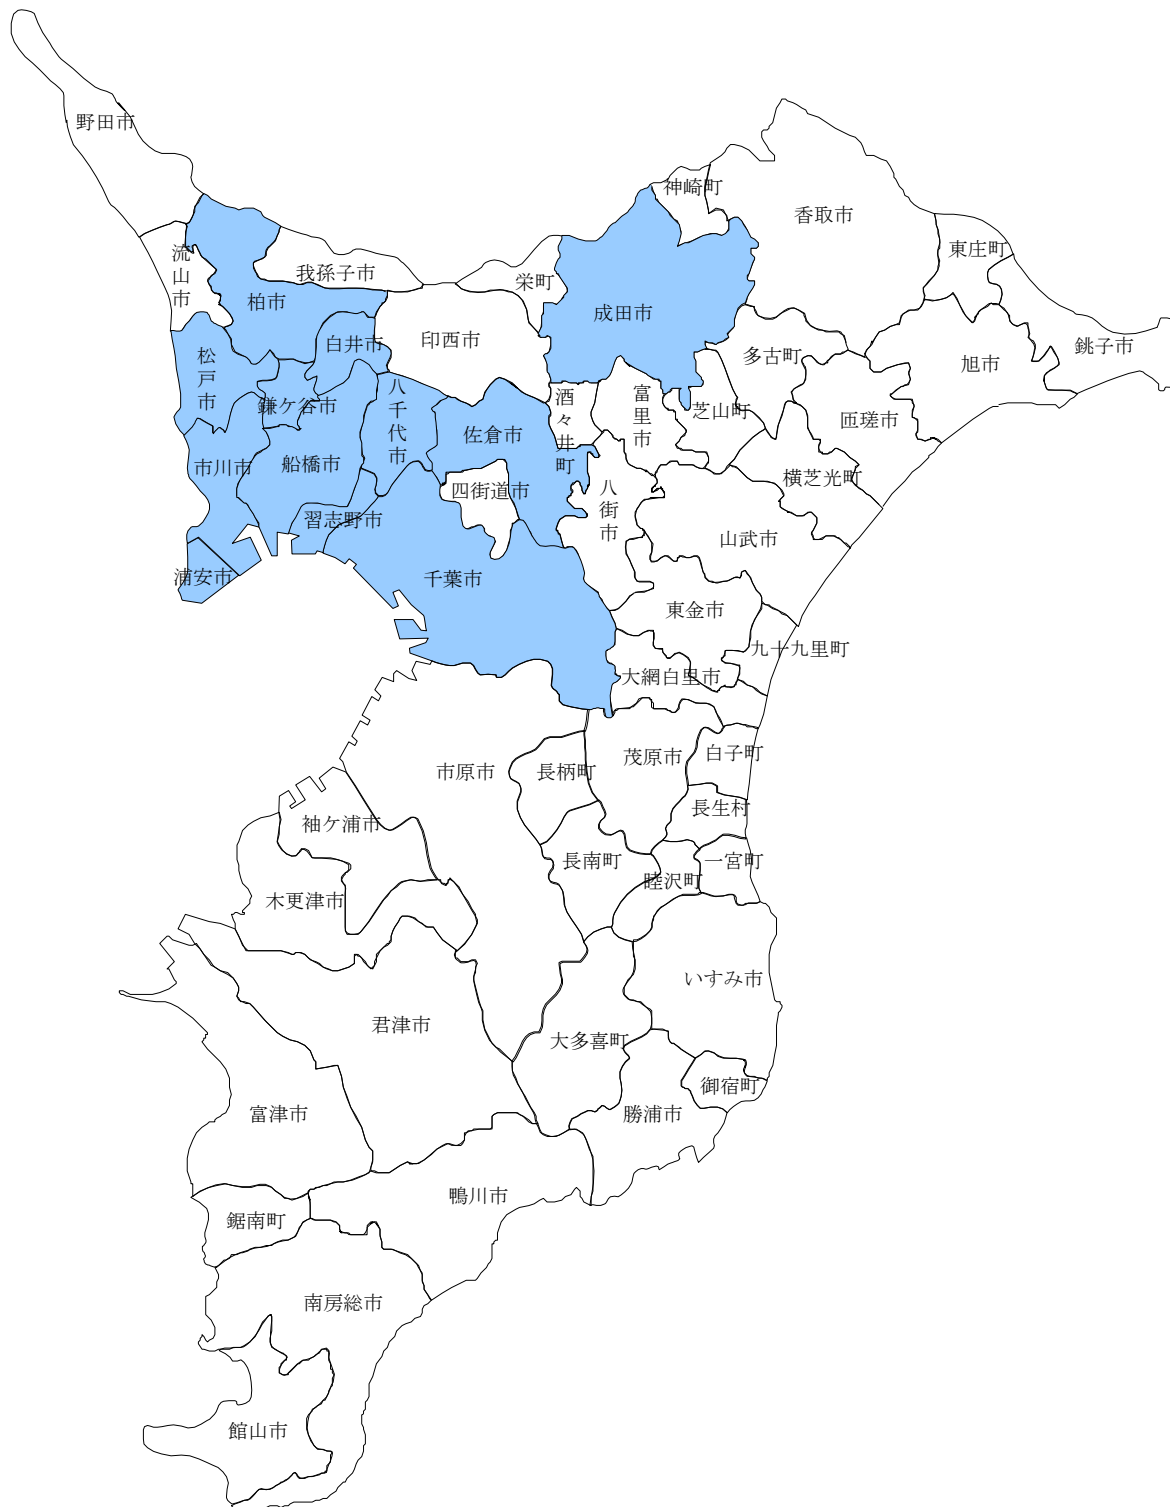 野田市
神崎町
香取市
東庄町
流山市
我孫子市
栄町
柏市
成田市
銚子市
白井市
印西市
多古町
旭市
松戸市
鎌ケ谷市
八千代市
佐倉市
酒々井町
富里市
芝山町
匝瑳市
市川市
船橋市
四街道市
八街市
横芝光町
習志野市
山武市
浦安市
千葉市
東金市
九十九里町
大網白里市
市原市
長柄町
茂原市
白子町
袖ケ浦市
長生村
長南町
一宮町
睦沢町
木更津市
いすみ市
君津市
大多喜町
御宿町
富津市
勝浦市
鴨川市
鋸南町
南房総市
館山市